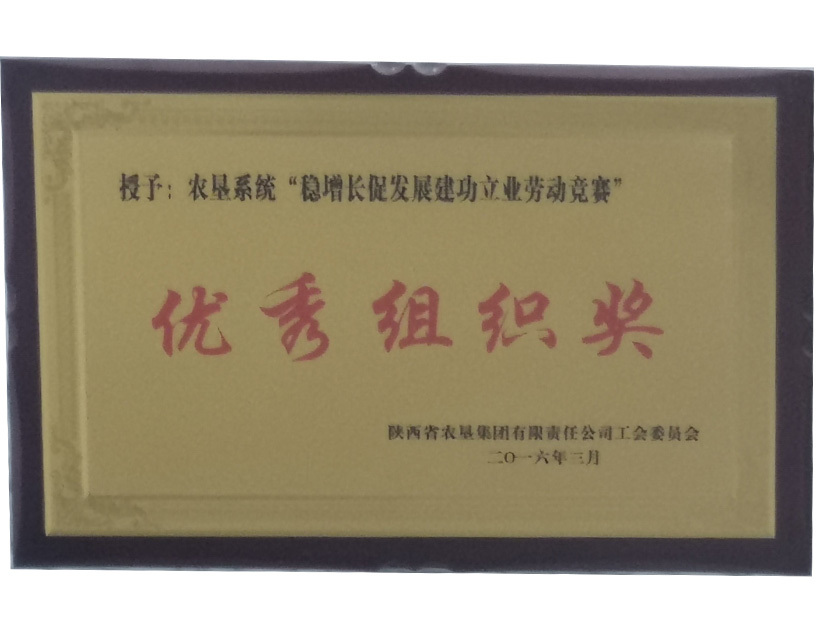 授予：农垦系统“稳增长促发展建功立业劳动竞赛”
优秀组织奖
陕西省农垦集团有限责任公司工会委员会
二〇一六年三月